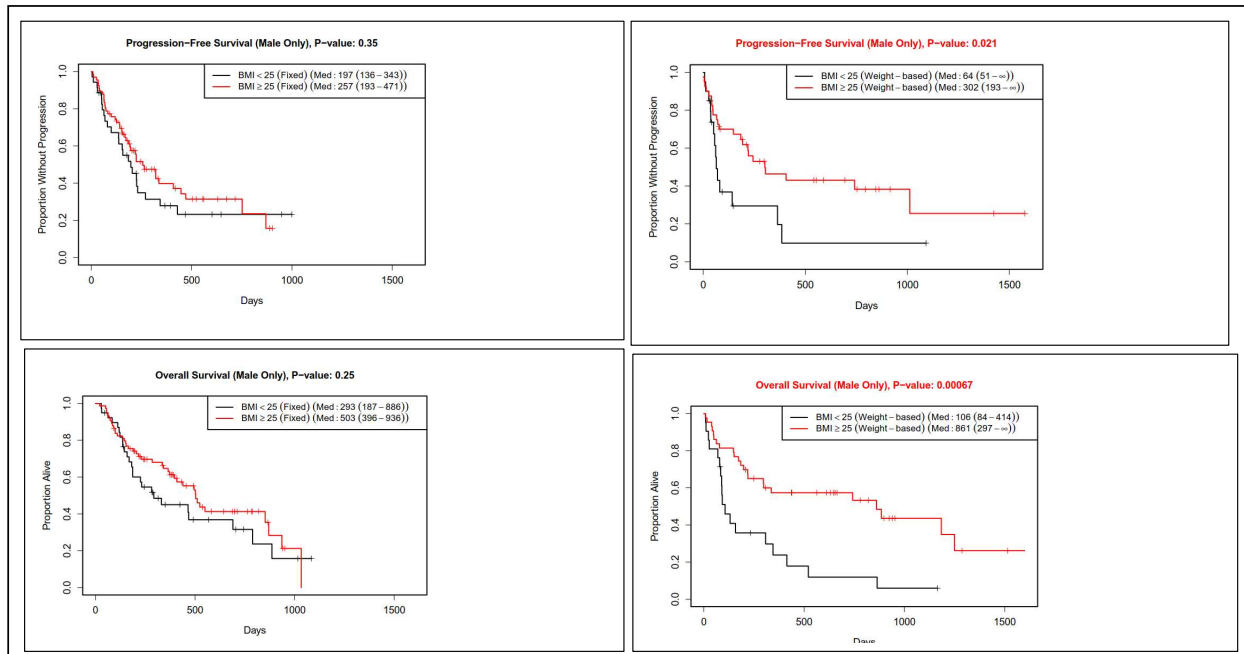 Progression−Free Survival (Male Only), P−value: 0.35
BMI < 25 (Fixed) (Med : 197 (136 − 343))
BMI ≥ 25 (Fixed) (Med : 257 (193 − 471))
Proportion Without Progression
0.0 0.2 0.4 0.6 0.8 1.0
0 500 1000 1500
Days
Progression−Free Survival (Male Only), P−value: 0.021
BMI < 25 (Weight − based) (Med : 64 (51 − ∞))
BMI ≥ 25 (Weight − based) (Med : 302 (193 − ∞))
Proportion Without Progression
0.0 0.2 0.4 0.6 0.8 1.0
0 500 1000 1500
Days
Overall Survival (Male Only), P−value: 0.25
BMI < 25 (Fixed) (Med : 293 (187 − 886))
BMI ≥ 25 (Fixed) (Med : 503 (396 − 936))
Proportion Alive
0.0 0.2 0.4 0.6 0.8 1.0
0 500 1000 1500
Days
Overall Survival (Male Only), P−value: 0.00067
BMI < 25 (Weight − based) (Med : 106 (84 − 414))
BMI ≥ 25 (Weight − based) (Med : 861 (297 − ∞))
Proportion Alive
0.0 0.2 0.4 0.6 0.8 1.0
0 500 1000 1500
Days